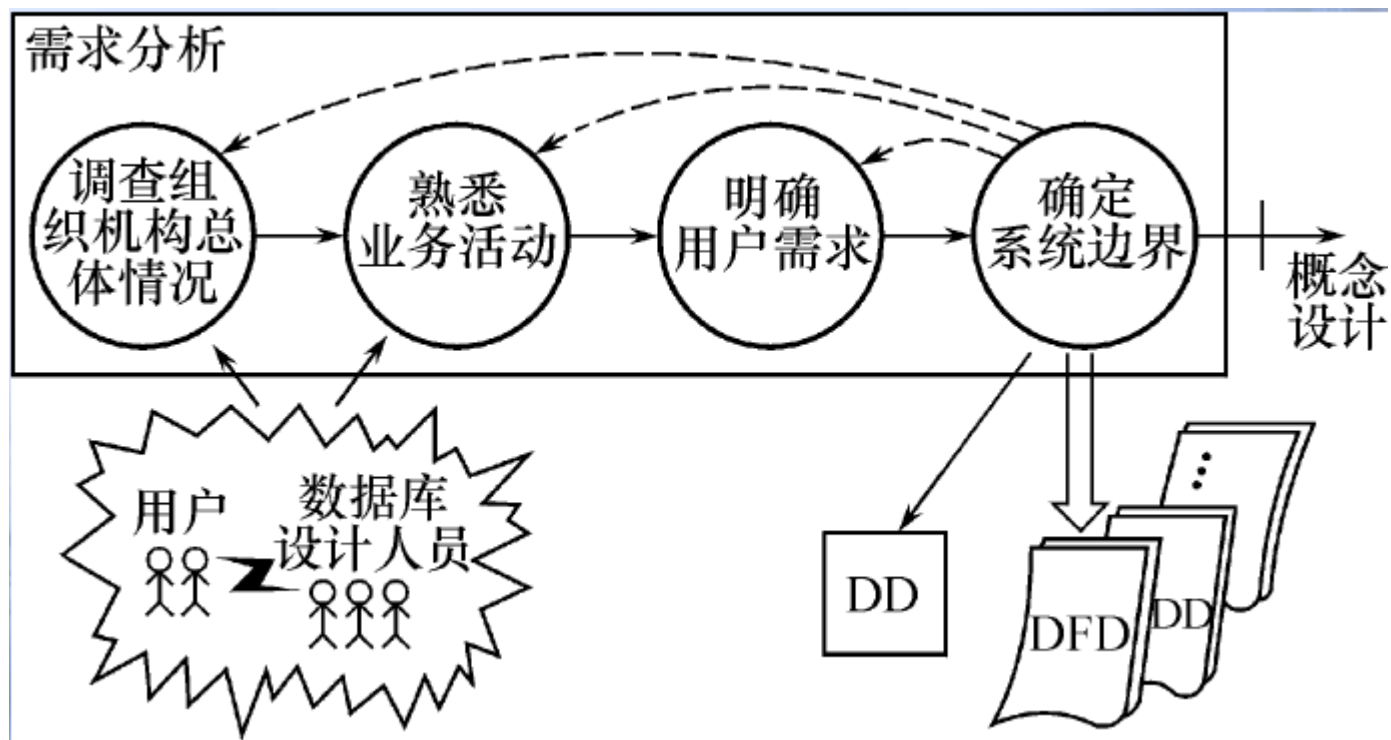 需求分析
调查组
织机构总
体情况
熟悉
业务活动
明确
用户需求
确定
系统边界
概念
设计
用户
数据库
设计人员
DD
DFD
DD